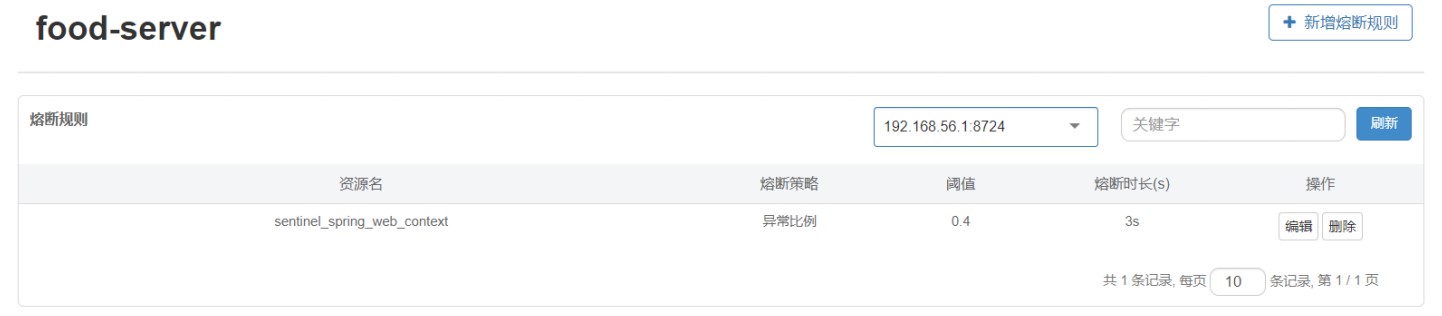 food-server
新增熔断规则
熔断规则
192.168.56.1:8724
关键字
刷新
资源名 熔断策略 阈值 熔断时长(s) 操作
sentinel_spring_web_context 异常比例 0.4 3s 编辑 删除
共 1 条记录, 每页 10 条记录, 第 1 / 1 页